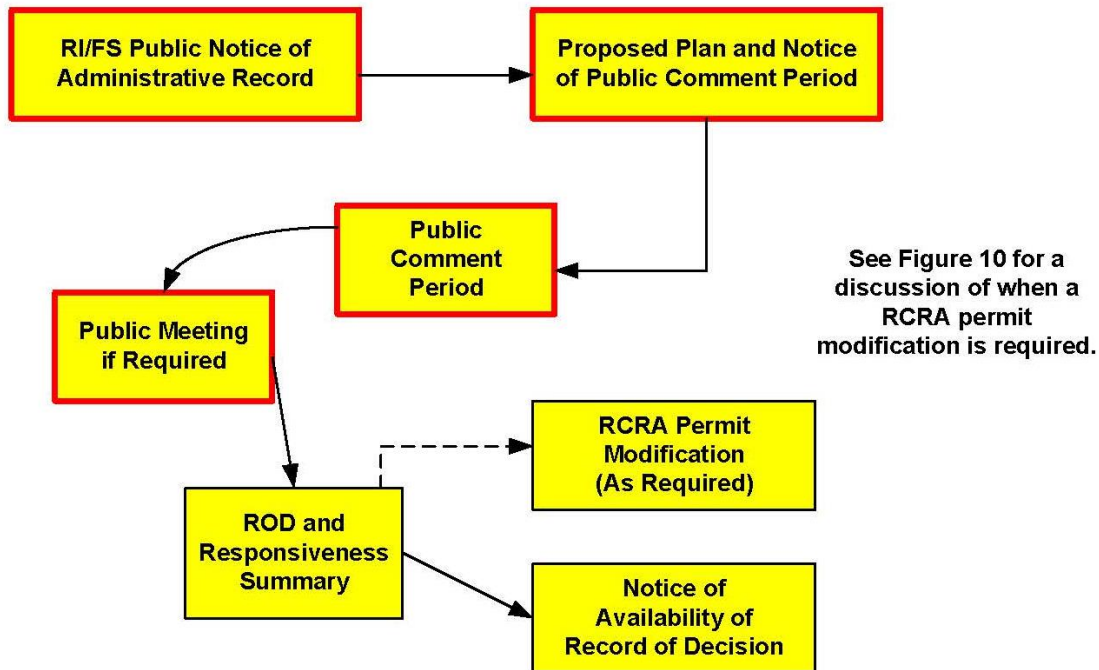 RI/FS Public Notice of
Administrative Record
Proposed Plan and Notice
of Public Comment Period
Public
Comment
Period
See Figure 10 for a
discussion of when a
RCRA permit
modification is required.
Public Meeting
if Required
RCRA Permit
Modification
(As Required)
ROD and
Responsiveness
Summary
Notice of
Availability of
Record of Decision